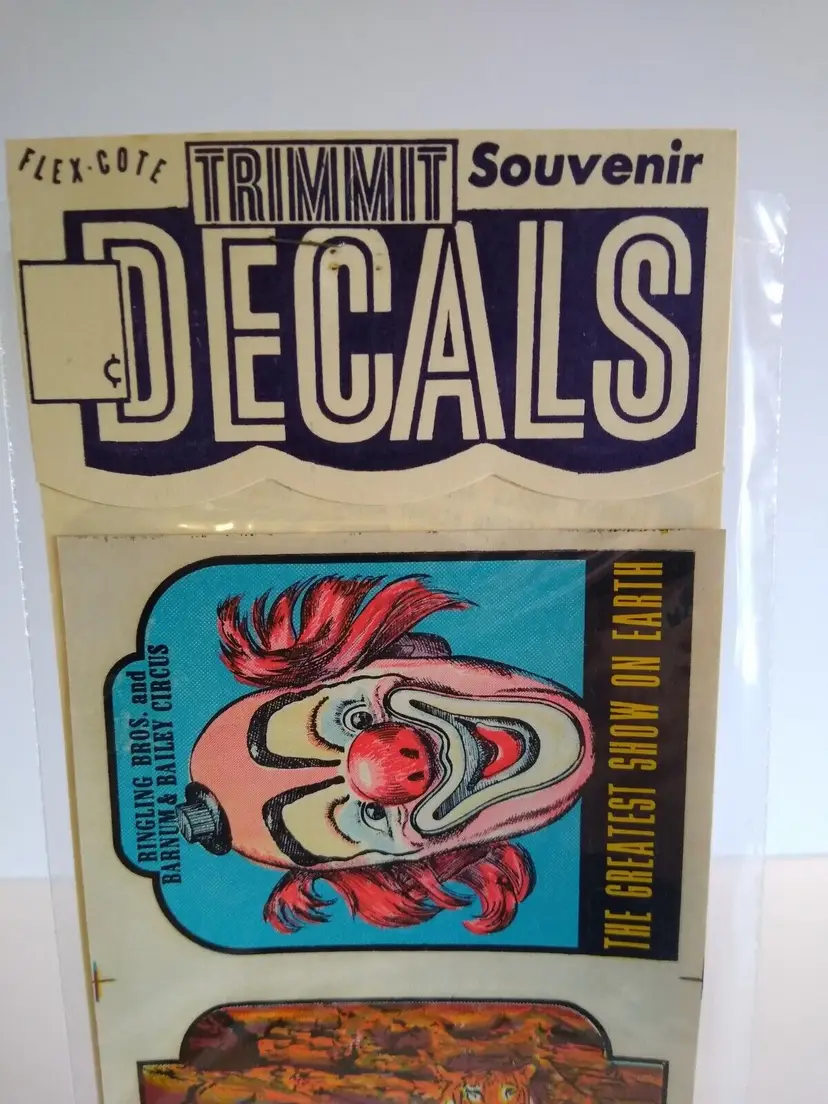 FLEX-COTE
TRIMMIT
Souvenir
DECALS
¢
RINGLING BROS. and
BARNUM & BAILEY CIRCUS
THE GREATEST SHOW ON EARTH